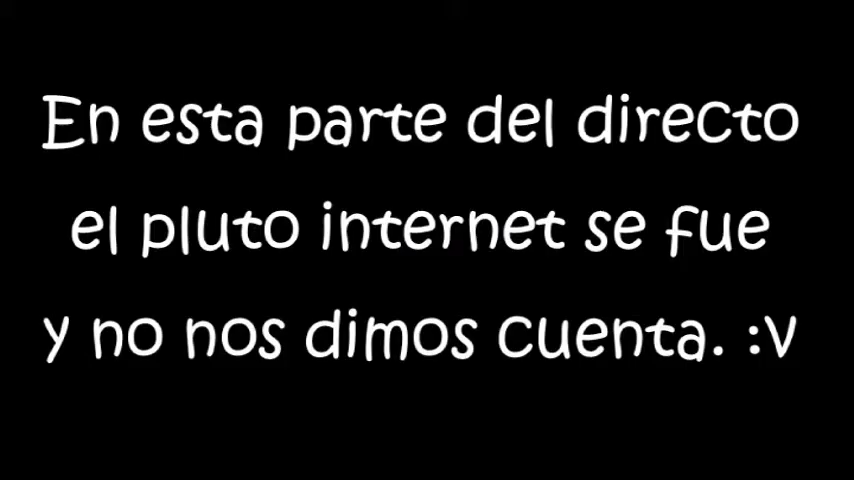 En esta parte del directo
el pluto internet se fue
y no nos dimos cuenta. :v